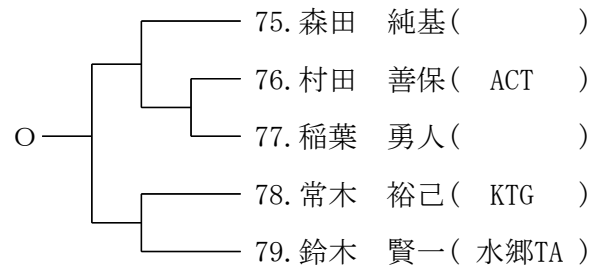 75.森田 純基( )
76.村田 善保( ACT )
O
77.稲葉 勇人( )
78.常木 裕己( KTG )
79.鈴木 賢一( 水郷TA )